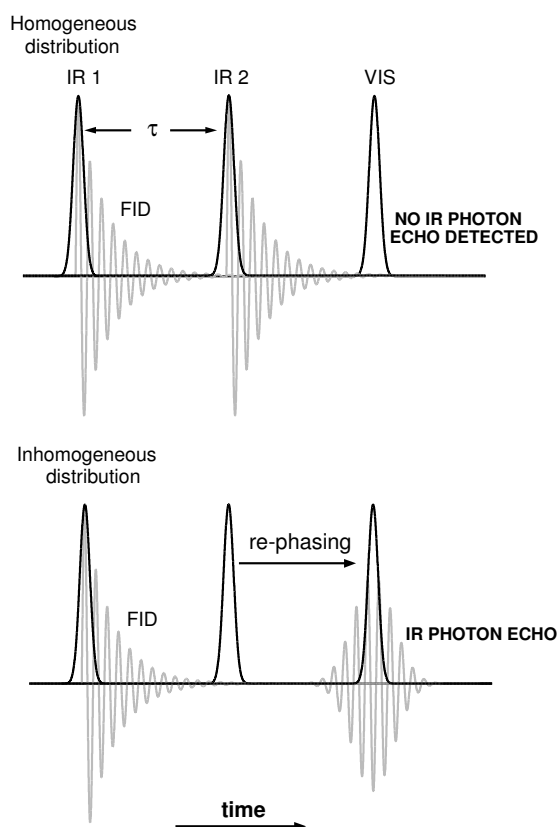 Homogeneous
distribution
IR 1
IR 2
VIS
τ
FID
NO IR PHOTON
ECHO DETECTED
Inhomogeneous
distribution
re-phasing
FID
IR PHOTON ECHO
time